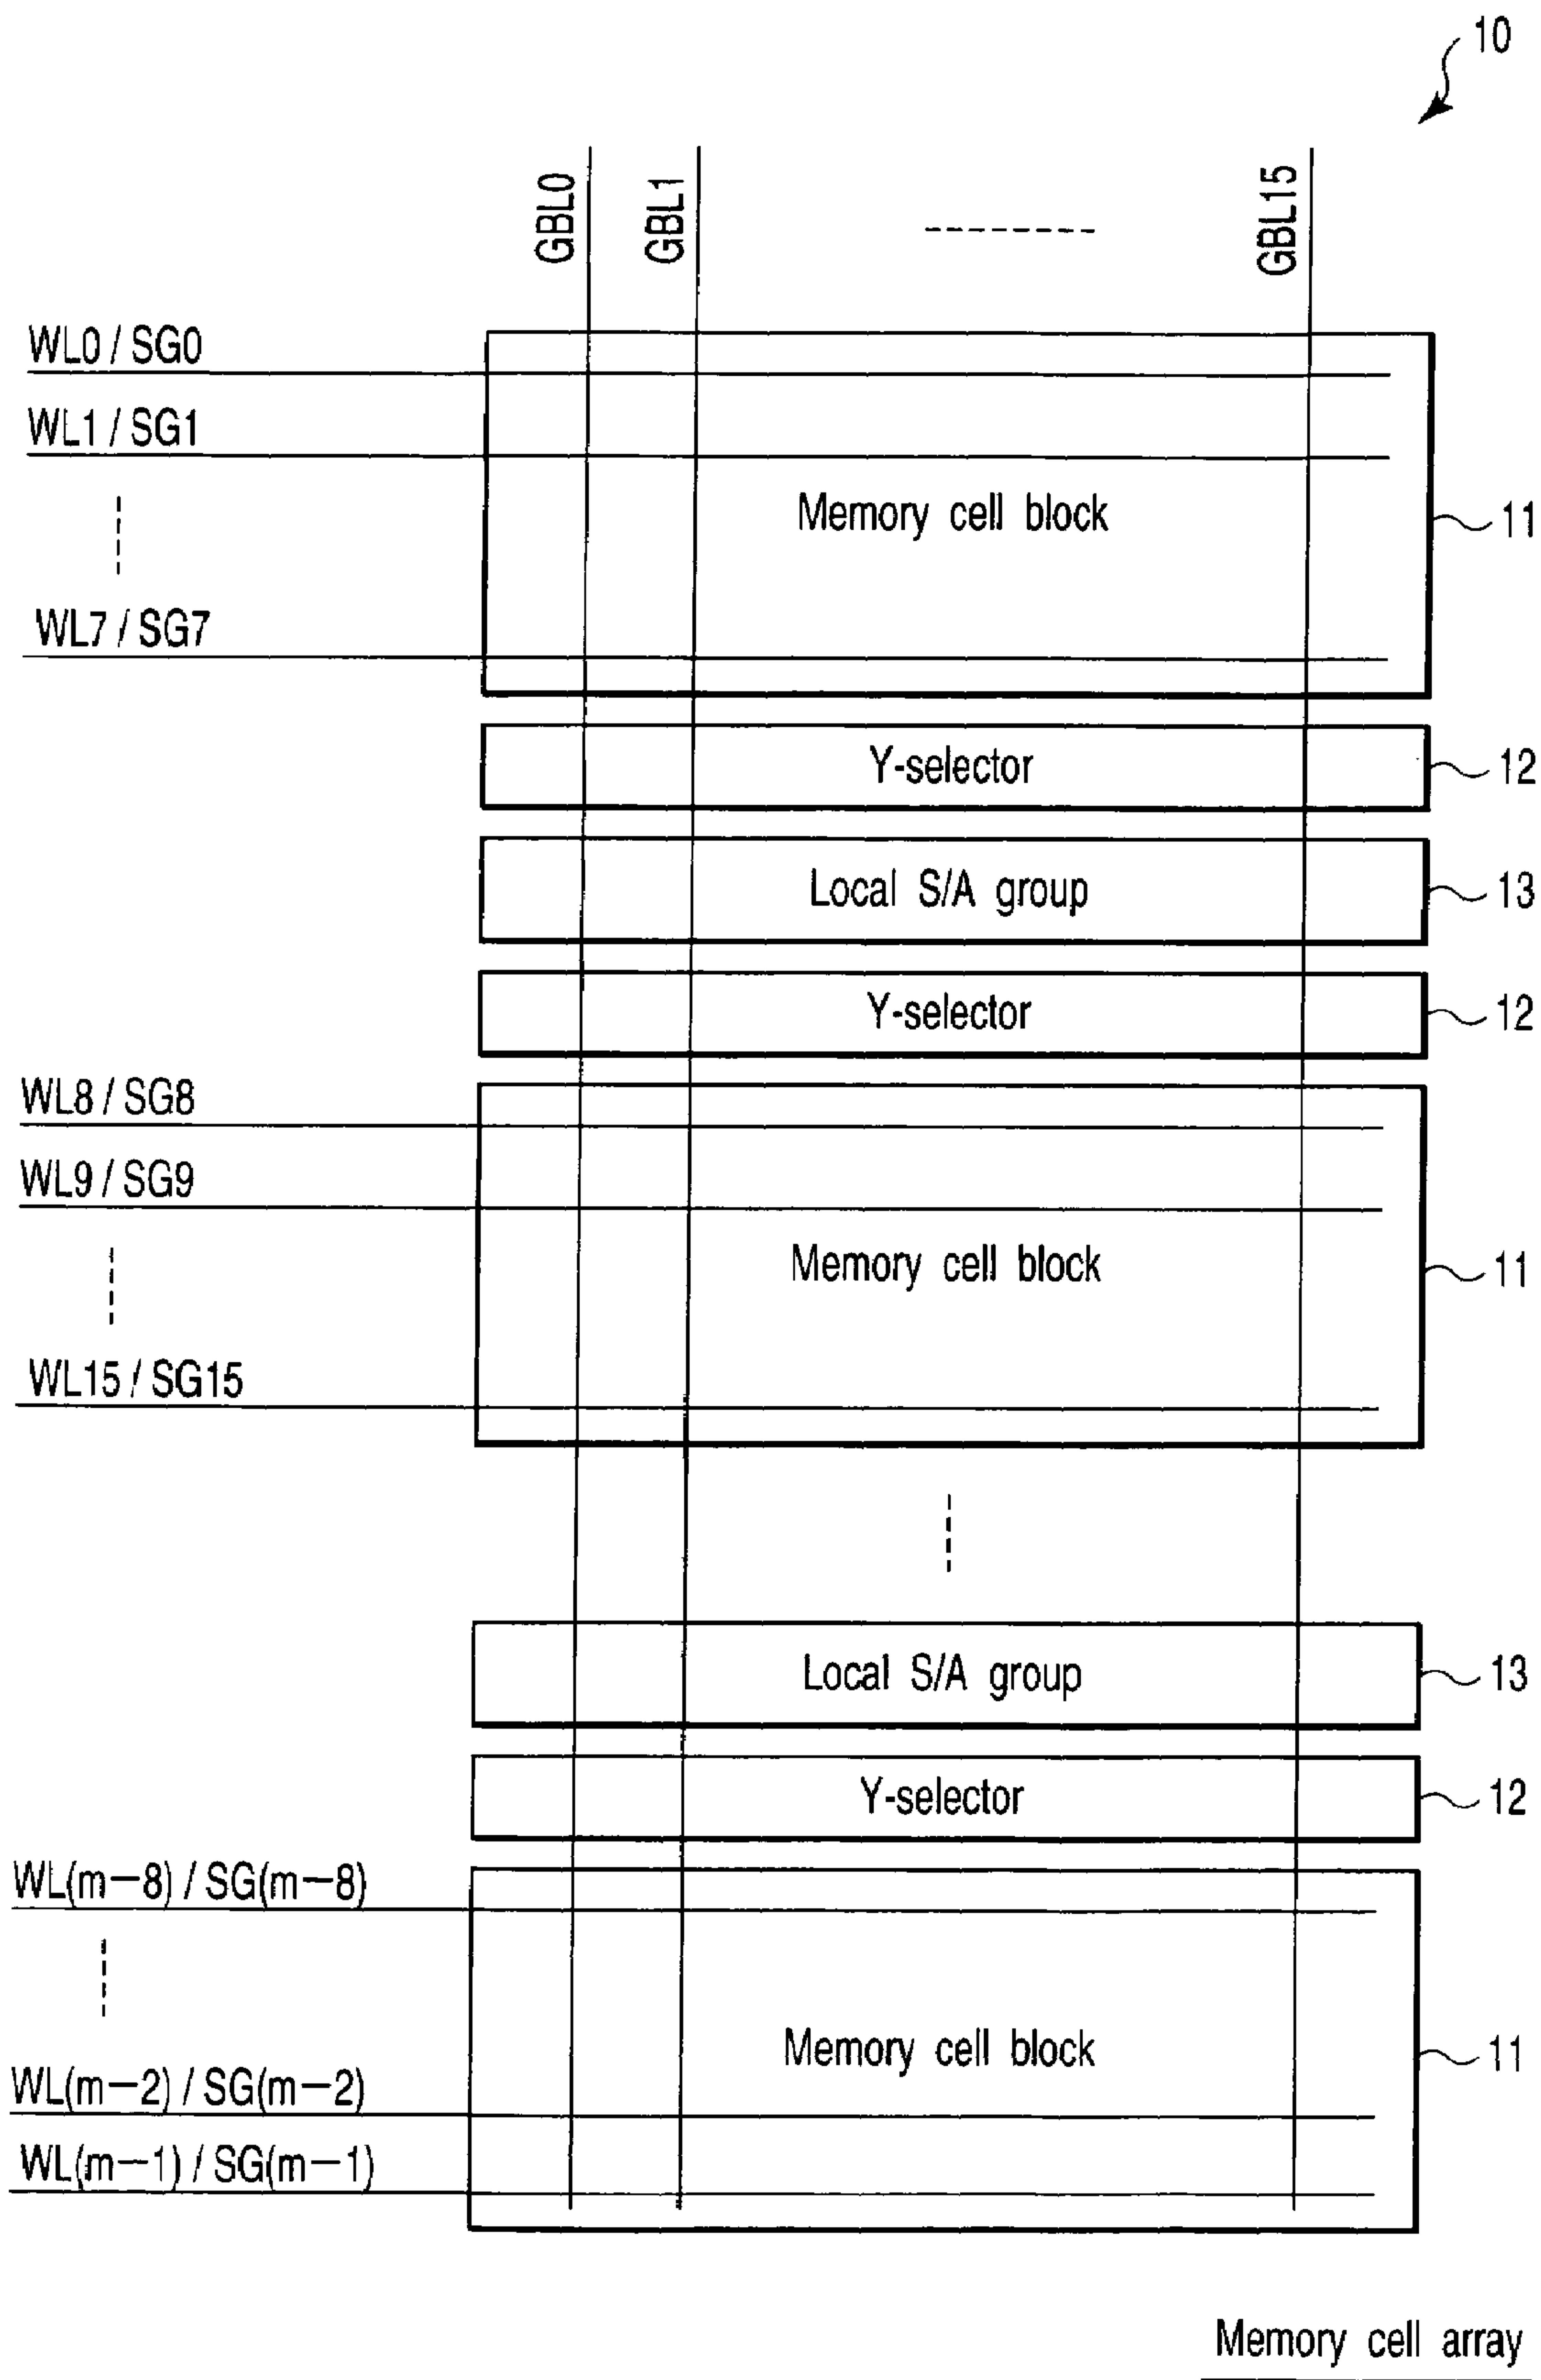 10
GBL0
GBL1
GBL15
WL0 / SG0
WL1 / SG1
Memory cell block
11
WL7 / SG7
Y-selector
12
Local S/A group
13
Y-selector
12
WL8 / SG8
WL9 / SG9
Memory cell block
11
WL15 / SG15
Local S/A group
13
Y-selector
12
WL(m−8) / SG(m−8)
Memory cell block
11
WL(m−2) / SG(m−2)
WL(m−1) / SG(m−1)
Memory cell array